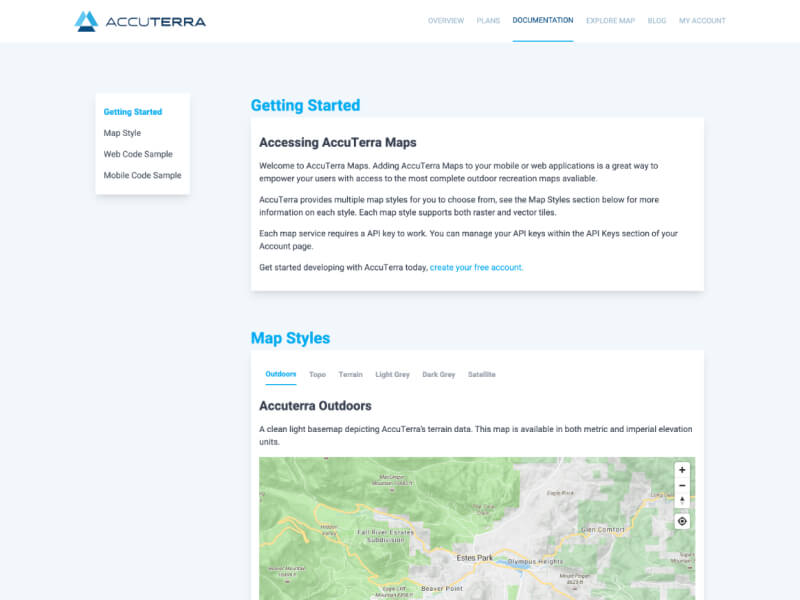 ACCUTERRA
OVERVIEW PLANS DOCUMENTATION EXPLORE MAP BLOG MY ACCOUNT
Getting Started
Map Style
Web Code Sample
Mobile Code Sample
Getting Started
Accessing AccuTerra Maps
Welcome to AccuTerra Maps. Adding AccuTerra Maps to your mobile or web applications is a great way to
empower your users with access to the most complete outdoor recreation maps avaliable.
AccuTerra provides multiple map styles for you to choose from, see the Map Styles section below for more
information on each style. Each map style supports both raster and vector tiles.
Each map service requires a API key to work. You can manage your API keys within the API Keys section of your
Account page.
Get started developing with AccuTerra today, create your free account.
Map Styles
Outdoors Topo Terrain Light Grey Dark Grey Satellite
Accuterra Outdoors
A clean light basemap depicting AccuTerra's terrain data. This map is available in both metric and imperial elevation
units.
Eagle Rock
Glen Comfort
Fall River Estates
Subdivision
Estes Park
Olympus Heights
Mount Pisgah
Beaver Point